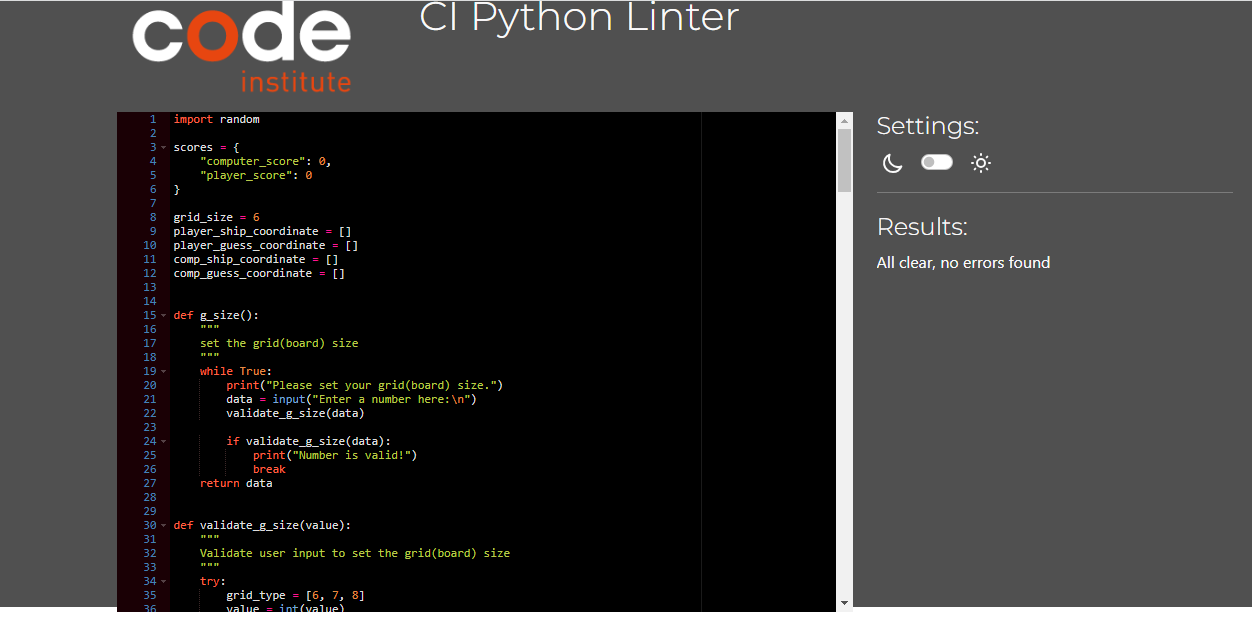 code
institute
CI Python Linter
1 import random
2
3 scores = {
4     "computer_score": 0,
5     "player_score": 0
6 }
7
8 grid_size = 6
9 player_ship_coordinate = []
10 player_guess_coordinate = []
11 comp_ship_coordinate = []
12 comp_guess_coordinate = []
13
14
15 def g_size():
16     """
17     set the grid(board) size
18     """
19     while True:
20         print("Please set your grid(board) size.")
21         data = input("Enter a number here:\n")
22         validate_g_size(data)
23
24         if validate_g_size(data):
25             print("Number is valid!")
26             break
27     return data
28
29
30 def validate_g_size(value):
31     """
32     Validate user input to set the grid(board) size
33     """
34     try:
35         grid_type = [6, 7, 8]
36         value = int(value)
Settings:
Results:
All clear, no errors found